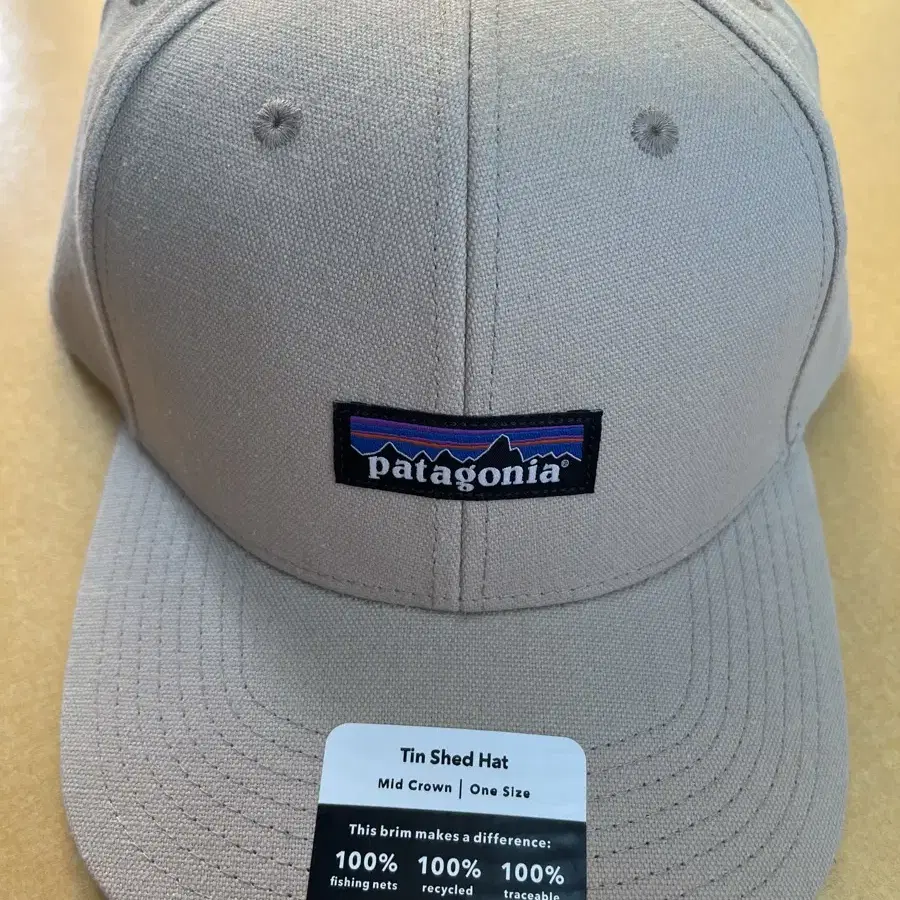 patagonia®
Tin Shed Hat
Mid Crown | One Size
This brim makes a difference:
100% 100% 100%
fishing nets recycled traceable